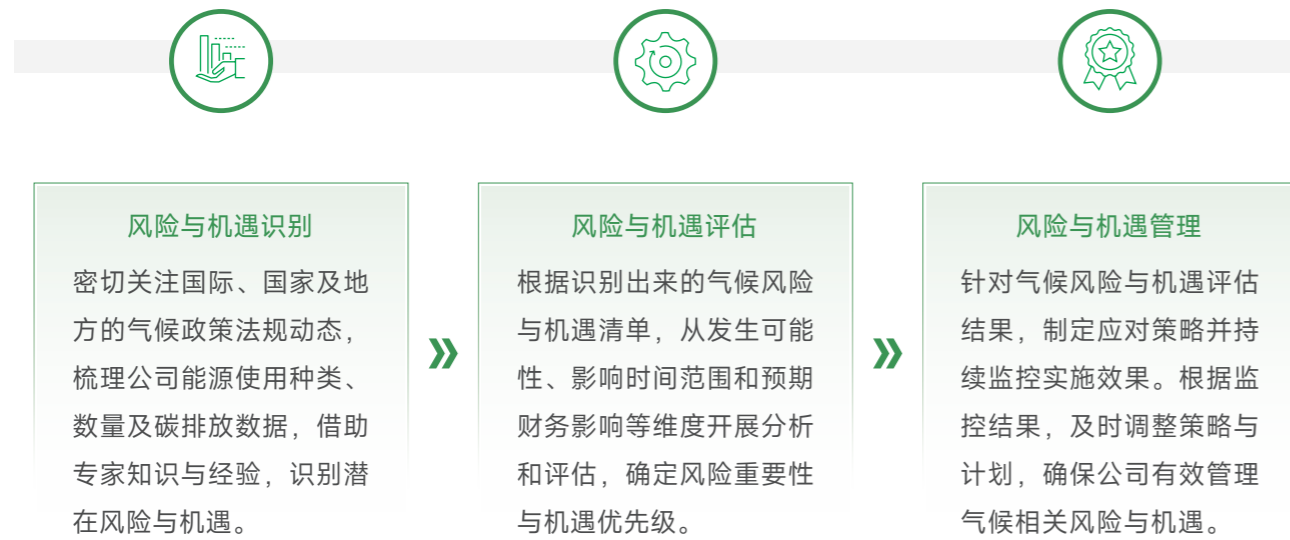 风险与机遇识别
密切关注国际、国家及地
方的气候政策法规动态，
梳理公司能源使用种类、
数量及碳排放数据，借助
专家知识与经验，识别潜
在风险与机遇。
风险与机遇评估
根据识别出来的气候风险
与机遇清单，从发生可能
性、影响时间范围和预期
财务影响等维度开展分析
和评估，确定风险重要性
与机遇优先级。
风险与机遇管理
针对气候风险与机遇评估
结果，制定应对策略并持
续监控实施效果。根据监
控结果，及时调整策略与
计划，确保公司有效管理
气候相关风险与机遇。